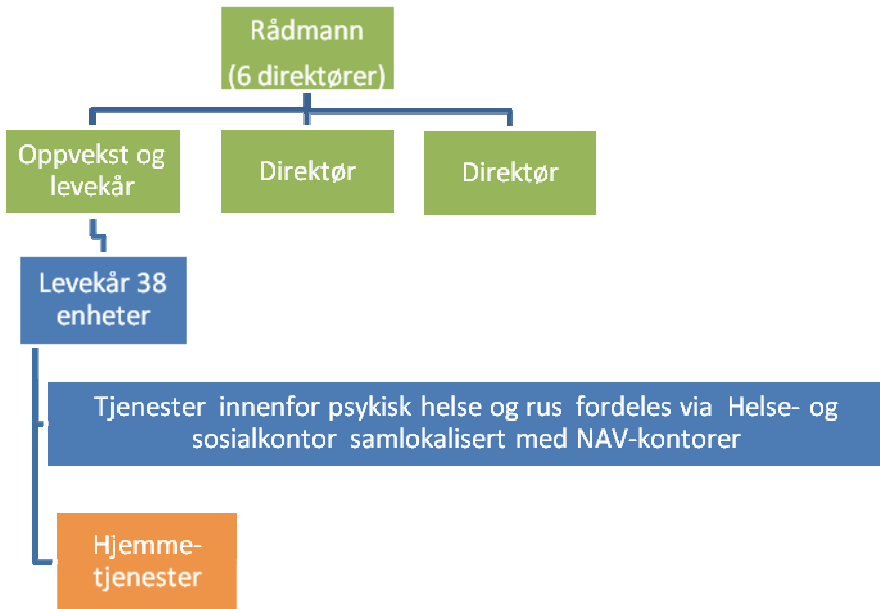 Rådmann
(6 direktører)
Oppvekst og
levekår
Direktør
Direktør
Levekår 38
enheter
Tjenester innenfor psykisk helse og rus fordeles via Helse- og
sosialkontor samlokalisert med NAV-kontorer
Hjemme-
tjenester